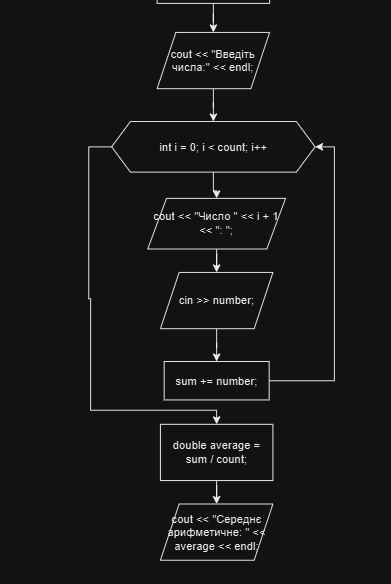 cout << "Введіть
числа:" << endl;
int i = 0; i < count; i++
cout << "Число " << i + 1
<< ": ";
cin >> number;
sum += number;
double average =
sum / count;
cout << "Середнє
арифметичне: " <<
average << endl;